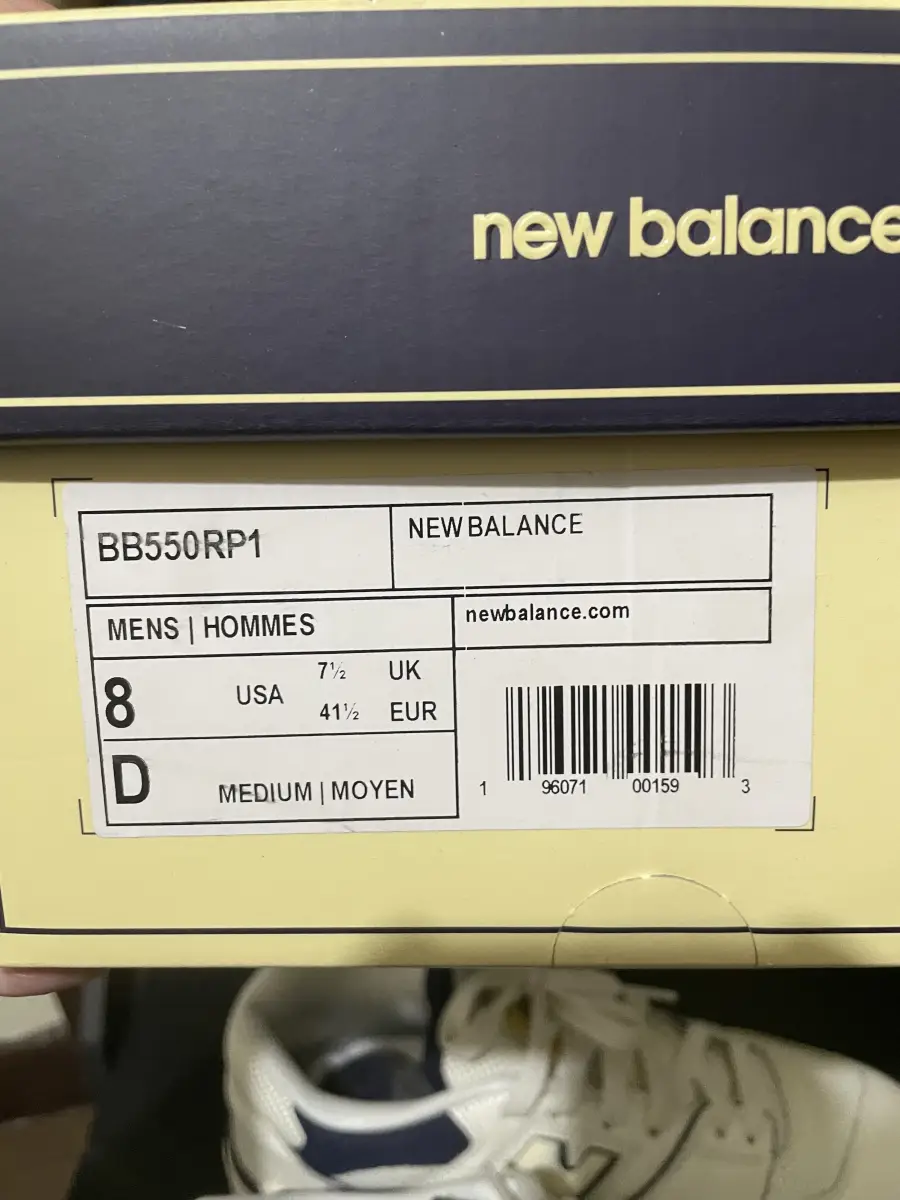 new balance
BB550RP1
NEW BALANCE
MENS | HOMMES
newbalance.com
8 USA 7½ UK
41½ EUR
D MEDIUM | MOYEN
1 96071 00159 3